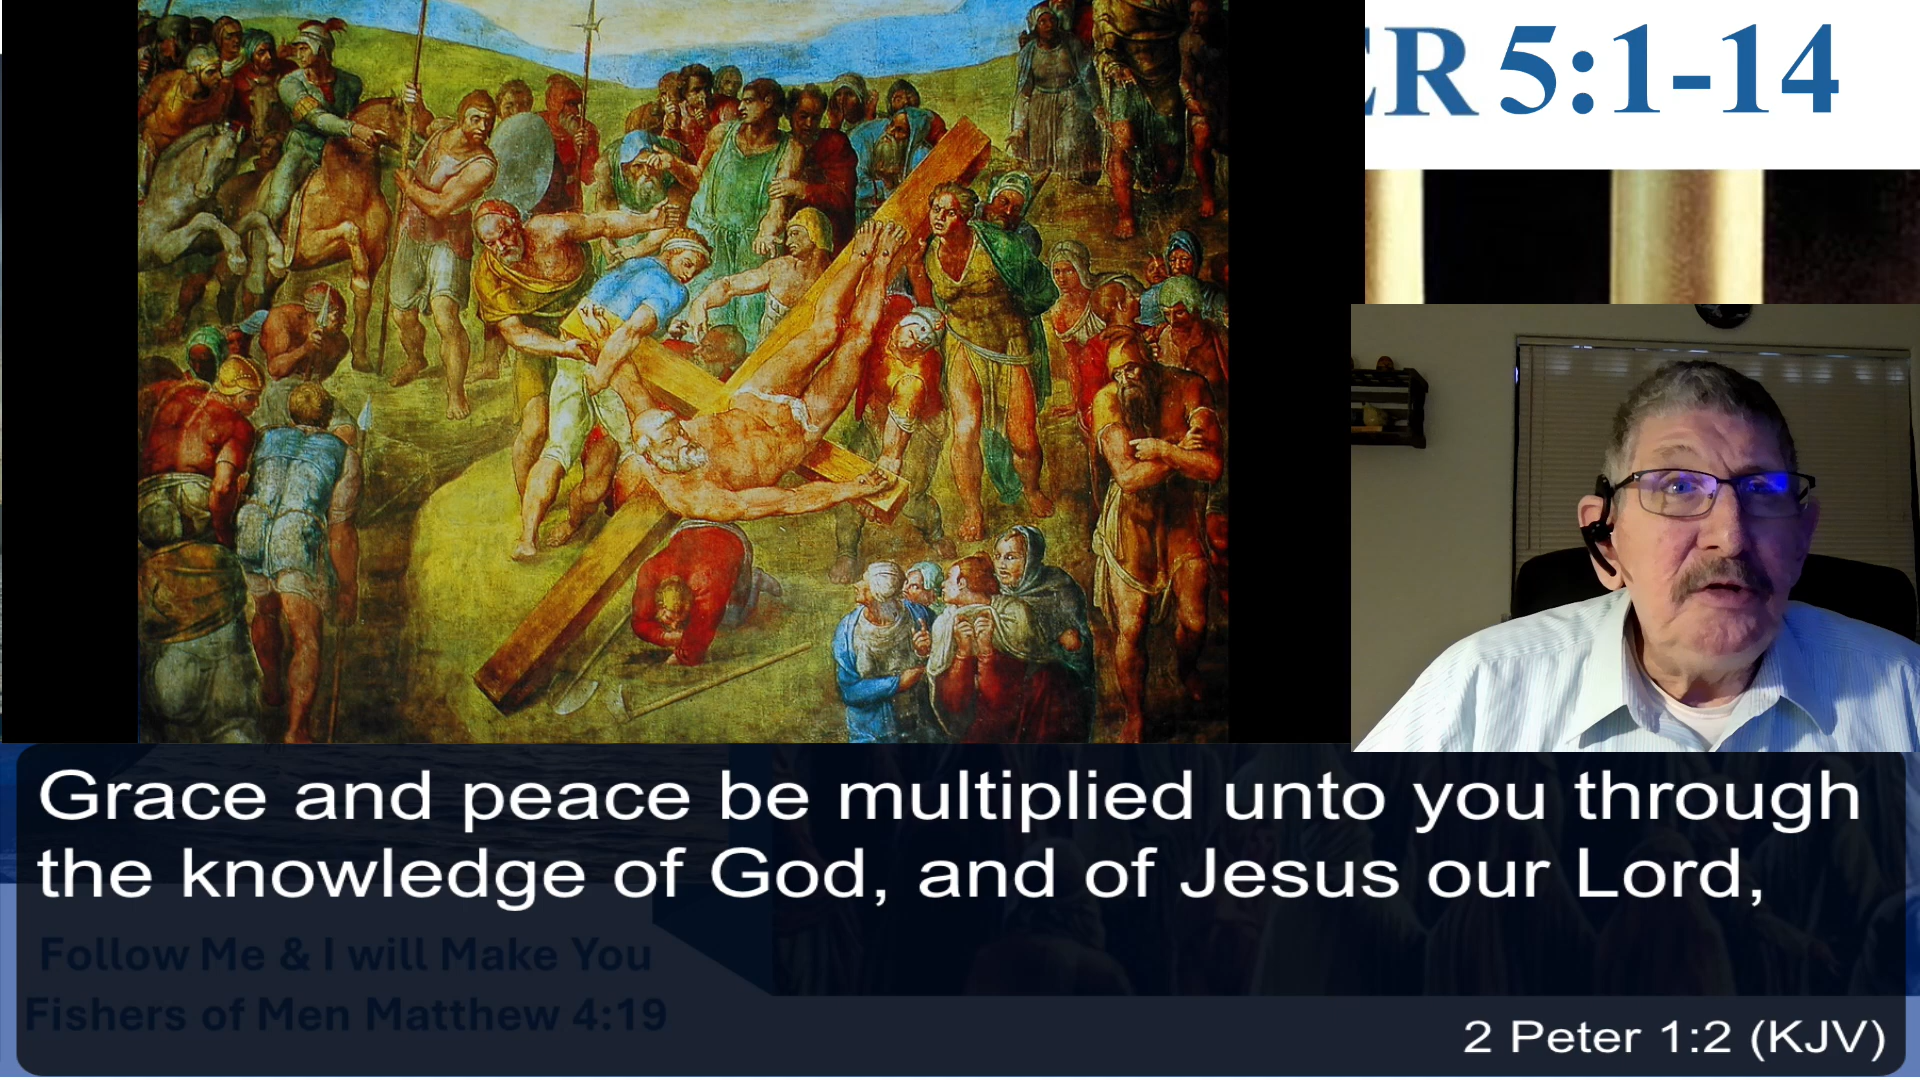 ER 5:1-14
Grace and peace be multiplied unto you through
the knowledge of God, and of Jesus our Lord,
Follow Me & I will Make You
Fishers of Men Matthew 4:19
2 Peter 1:2 (KJV)